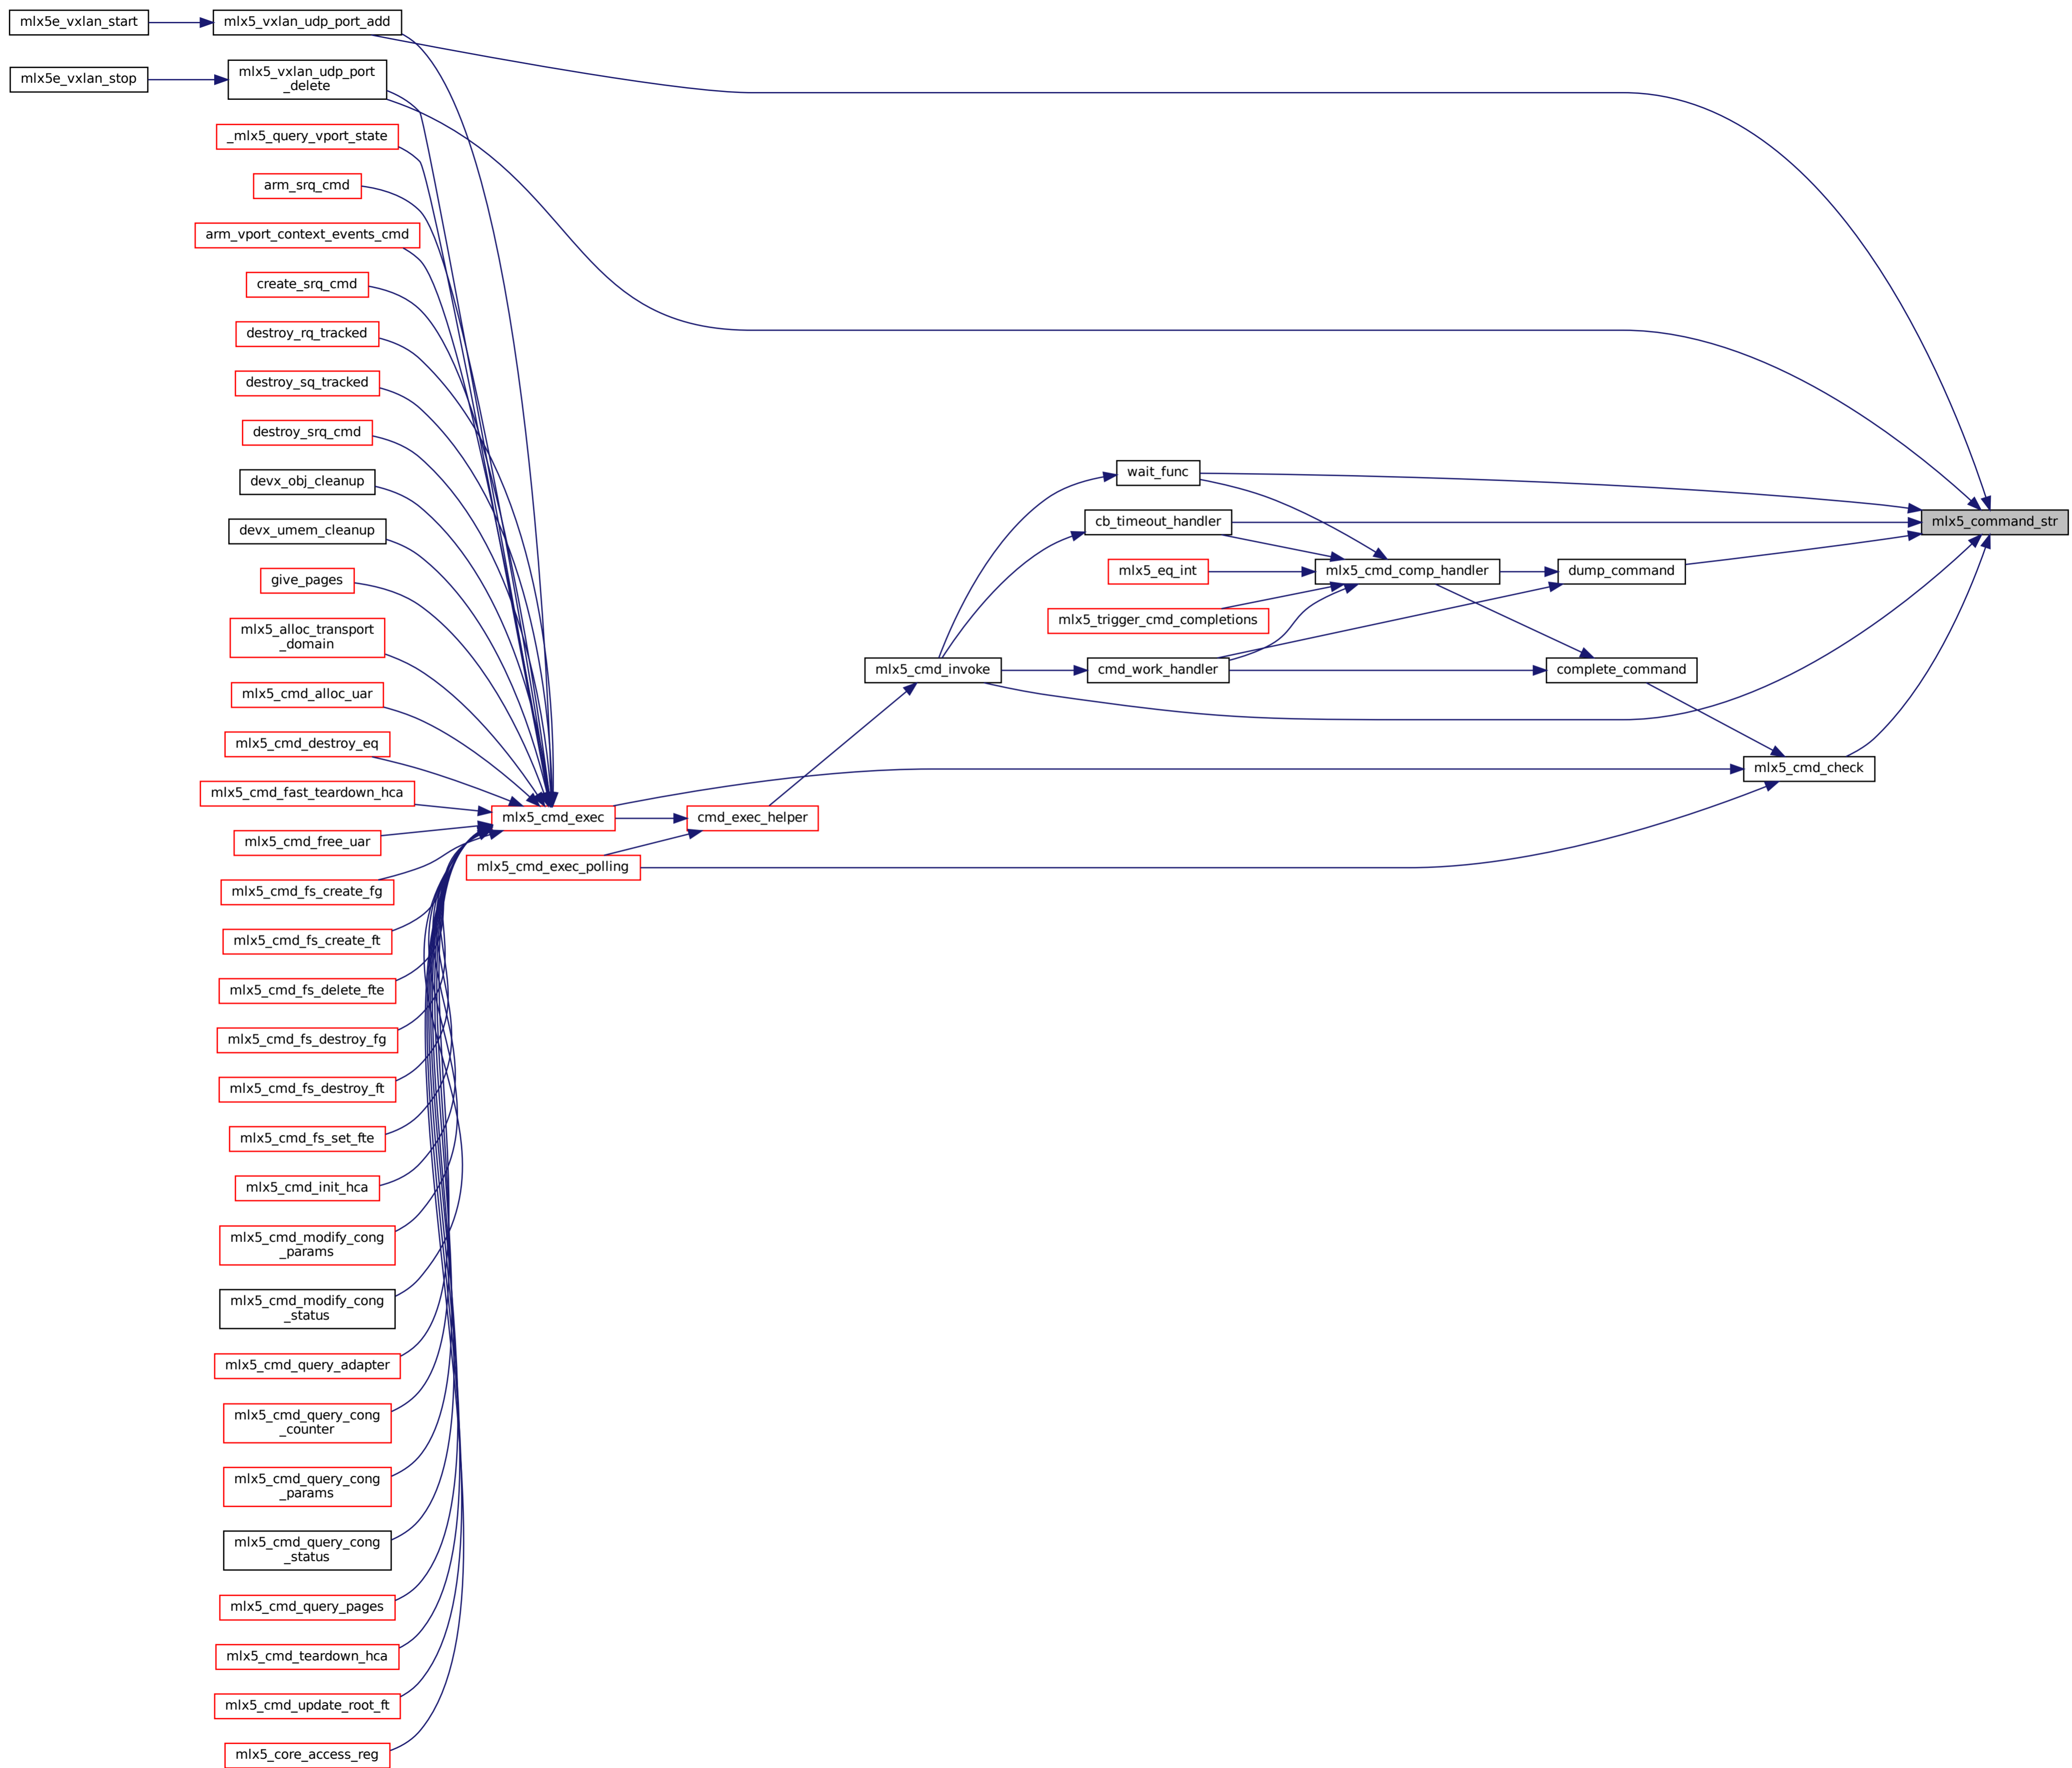 mlx5e_vxlan_start
mlx5_vxlan_udp_port_add
mlx5e_vxlan_stop
mlx5_vxlan_udp_port
_delete
_mlx5_query_vport_state
arm_srq_cmd
arm_vport_context_events_cmd
create_srq_cmd
destroy_rq_tracked
destroy_sq_tracked
destroy_srq_cmd
devx_obj_cleanup
devx_umem_cleanup
give_pages
mlx5_alloc_transport
_domain
mlx5_cmd_alloc_uar
mlx5_cmd_destroy_eq
mlx5_cmd_fast_teardown_hca
mlx5_cmd_free_uar
mlx5_cmd_fs_create_fg
mlx5_cmd_fs_create_ft
mlx5_cmd_fs_delete_fte
mlx5_cmd_fs_destroy_fg
mlx5_cmd_fs_destroy_ft
mlx5_cmd_fs_set_fte
mlx5_cmd_init_hca
mlx5_cmd_modify_cong
_params
mlx5_cmd_modify_cong
_status
mlx5_cmd_query_adapter
mlx5_cmd_query_cong
_counter
mlx5_cmd_query_cong
_params
mlx5_cmd_query_cong
_status
mlx5_cmd_query_pages
mlx5_cmd_teardown_hca
mlx5_cmd_update_root_ft
mlx5_core_access_reg
mlx5_cmd_exec
mlx5_cmd_exec_polling
cmd_exec_helper
mlx5_cmd_invoke
wait_func
cb_timeout_handler
mlx5_eq_int
mlx5_trigger_cmd_completions
cmd_work_handler
mlx5_cmd_comp_handler
dump_command
complete_command
mlx5_cmd_check
mlx5_command_str